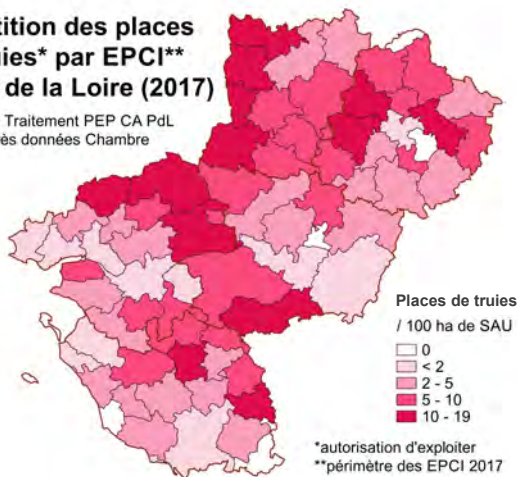 tition des places
uies* par EPCI**
de la Loire (2017)
Traitement PEP CA PdL
ès données Chambre
Places de truies
/ 100 ha de SAU
0
< 2
2 - 5
5 - 10
10 - 19
*autorisation d'exploiter
**périmètre des EPCI 2017